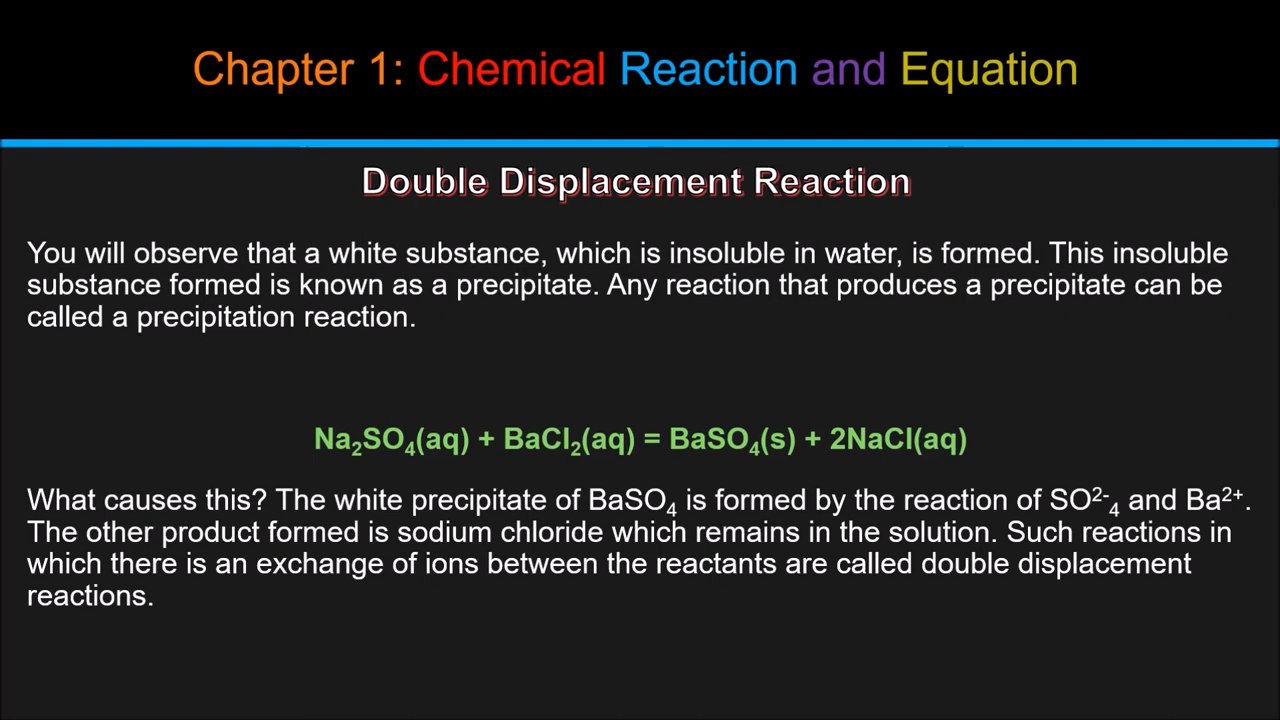 Chapter 1: Chemical Reaction and Equation
Double Displacement Reaction
You will observe that a white substance, which is insoluble in water, is formed. This insoluble
substance formed is known as a precipitate. Any reaction that produces a precipitate can be
called a precipitation reaction.
Na₂SO₄(aq) + BaCl₂(aq) = BaSO₄(s) + 2NaCl(aq)
What causes this? The white precipitate of BaSO₄ is formed by the reaction of SO²⁻₄ and Ba²⁺.
The other product formed is sodium chloride which remains in the solution. Such reactions in
which there is an exchange of ions between the reactants are called double displacement
reactions.